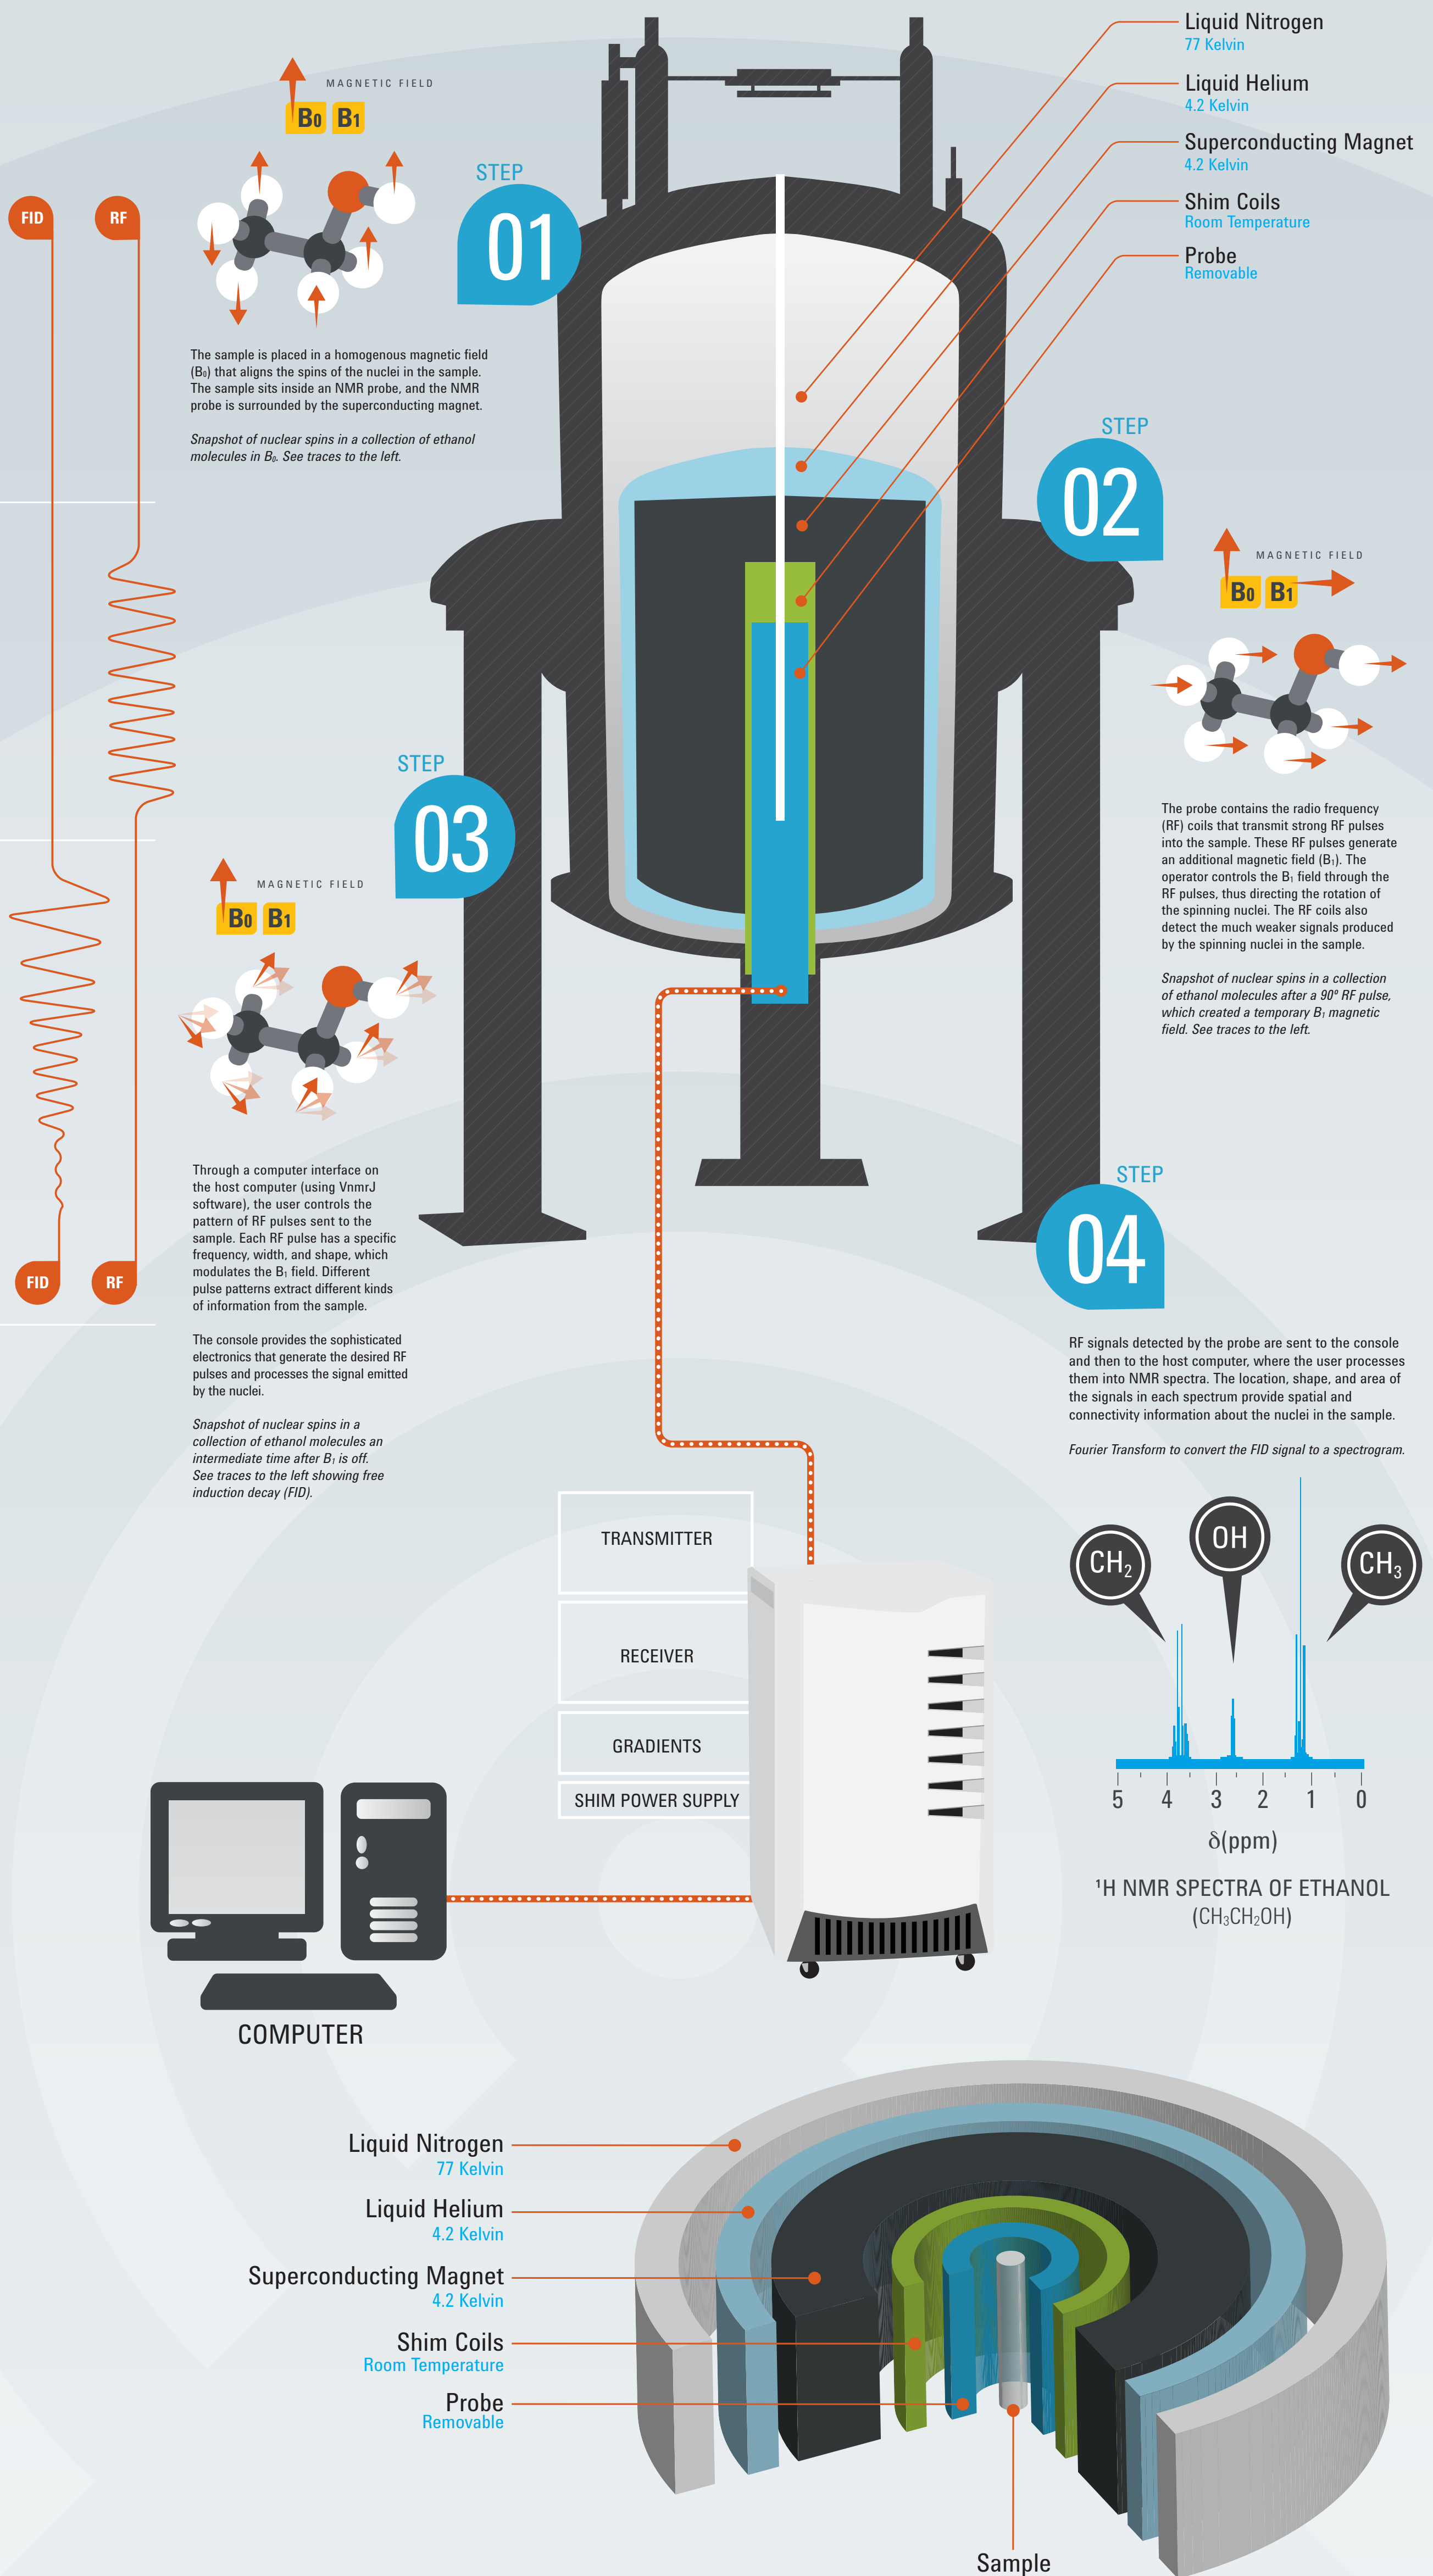 Liquid Nitrogen
77 Kelvin
Liquid Helium
4.2 Kelvin
Superconducting Magnet
4.2 Kelvin
Shim Coils
Room Temperature
Probe
Removable
MAGNETIC FIELD
B0 B1
FID
RF
STEP
01
The sample is placed in a homogenous magnetic field
(B₀) that aligns the spins of the nuclei in the sample.
The sample sits inside an NMR probe, and the NMR
probe is surrounded by the superconducting magnet.
Snapshot of nuclear spins in a collection of ethanol
molecules in B₀. See traces to the left.
STEP
02
MAGNETIC FIELD
B0 B1
The probe contains the radio frequency
(RF) coils that transmit strong RF pulses
into the sample. These RF pulses generate
an additional magnetic field (B₁). The
operator controls the B₁ field through the
RF pulses, thus directing the rotation of
the spinning nuclei. The RF coils also
detect the much weaker signals produced
by the spinning nuclei in the sample.
Snapshot of nuclear spins in a collection
of ethanol molecules after a 90º RF pulse,
which created a temporary B₁ magnetic
field. See traces to the left.
STEP
03
MAGNETIC FIELD
B0 B1
Through a computer interface on
the host computer (using VnmrJ
software), the user controls the
pattern of RF pulses sent to the
sample. Each RF pulse has a specific
frequency, width, and shape, which
modulates the B₁ field. Different
pulse patterns extract different kinds
of information from the sample.
The console provides the sophisticated
electronics that generate the desired RF
pulses and processes the signal emitted
by the nuclei.
Snapshot of nuclear spins in a
collection of ethanol molecules an
intermediate time after B₁ is off.
See traces to the left showing free
induction decay (FID).
FID
RF
STEP
04
RF signals detected by the probe are sent to the console
and then to the host computer, where the user processes
them into NMR spectra. The location, shape, and area of
the signals in each spectrum provide spatial and
connectivity information about the nuclei in the sample.
Fourier Transform to convert the FID signal to a spectrogram.
CH₂
OH
CH₃
5 4 3 2 1 0
δ(ppm)
¹H NMR SPECTRA OF ETHANOL
(CH₃CH₂OH)
TRANSMITTER
RECEIVER
GRADIENTS
SHIM POWER SUPPLY
COMPUTER
Liquid Nitrogen
77 Kelvin
Liquid Helium
4.2 Kelvin
Superconducting Magnet
4.2 Kelvin
Shim Coils
Room Temperature
Probe
Removable
Sample